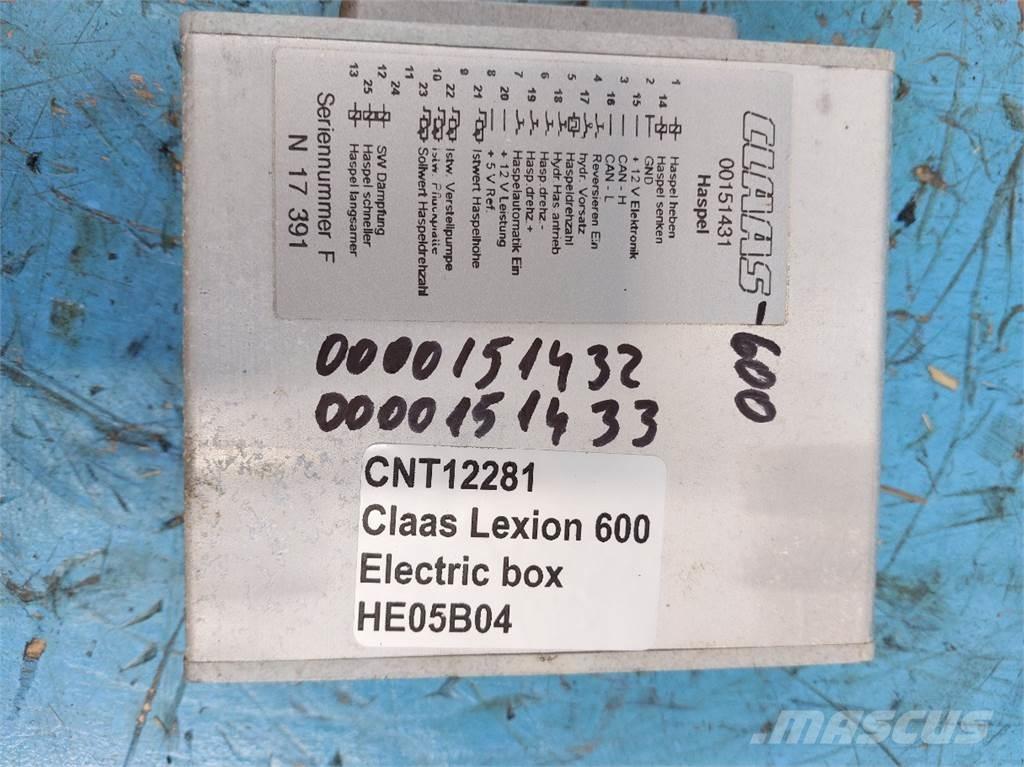 CLAAS
00151431
Haspel
1 Haspel heben
14 Haspel senken
2 GND
15 + 12 V Elektronik
3 CAN - H
16 CAN - L
4 Reversieren Ein
17 hydr. Vorsatz
5 Haspeldrehzahl
18 Hydr Has antrieb
6 Hasp drehz -
19 Hasp drehz +
7 Haspelautomatik Ein
20 + 12 V Leistung
8 + 5 V Ref.
21 Istwert Haspelhöhe
9
22 Istw. Verstellpumpe
10 Istw.
23 Sollwert Haspeldrehzahl
11
24
12 SW Dämpfung
25 Haspel schneller
13 Haspel langsamer
Seriennummer F
N 17 391
-600
0000151432
0000151433
CNT12281
Claas Lexion 600
Electric box
HE05B04
MASCUS